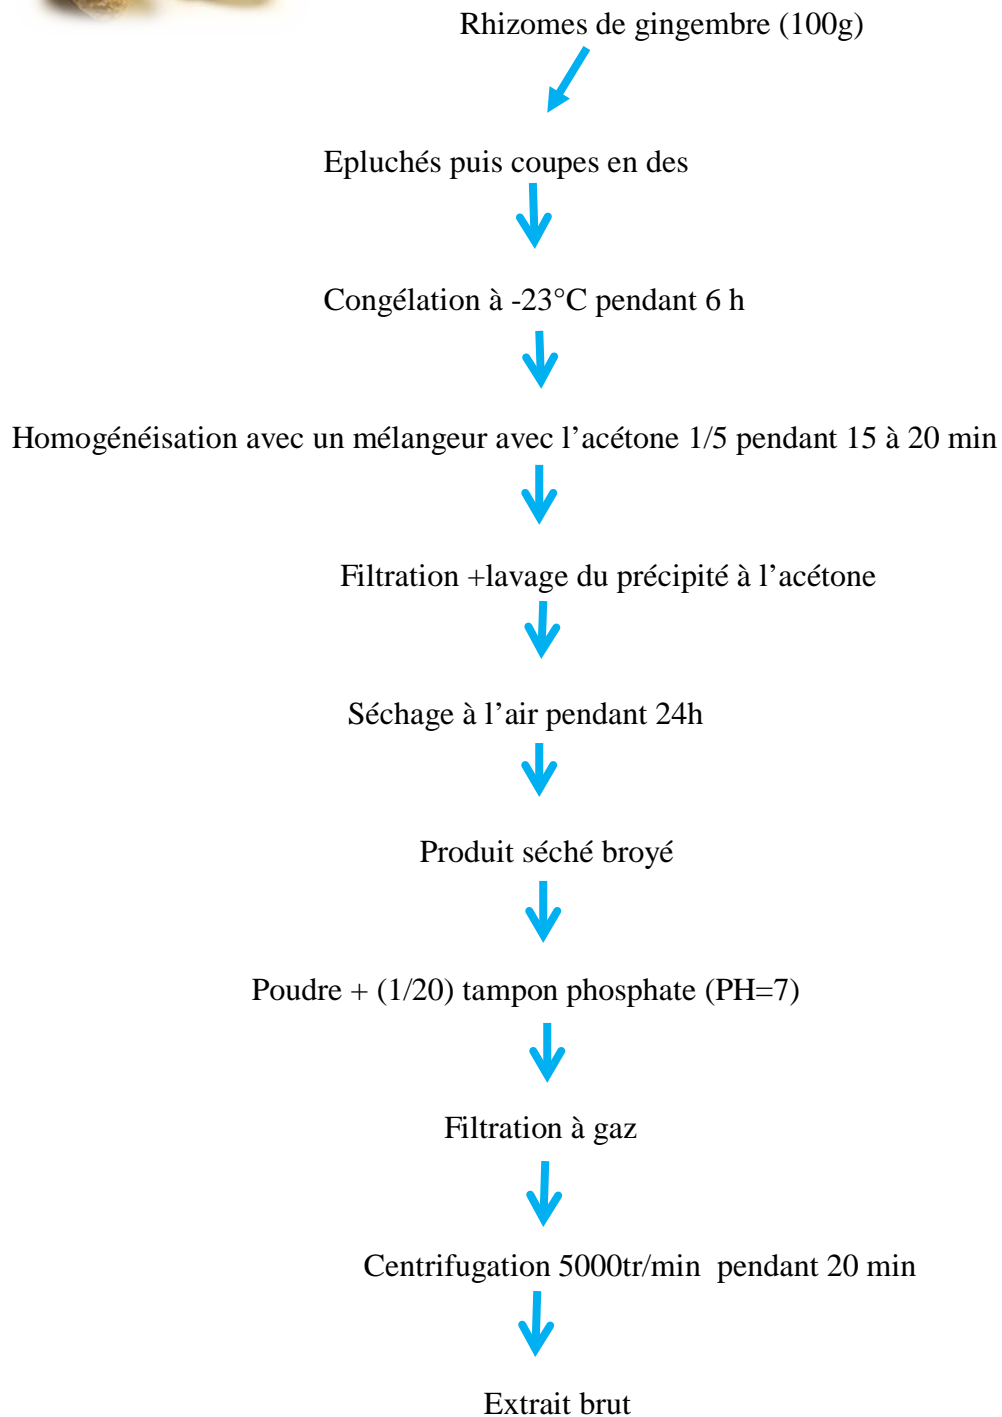 Rhizomes de gingembre (100g)
Epluchés puis coupes en des
Congélation à -23°C pendant 6 h
Homogénéisation avec un mélangeur avec l’acétone 1/5 pendant 15 à 20 min
Filtration +lavage du précipité à l’acétone
Séchage à l’air pendant 24h
Produit séché broyé
Poudre + (1/20) tampon phosphate (PH=7)
Filtration à gaz
Centrifugation 5000tr/min  pendant 20 min
Extrait brut